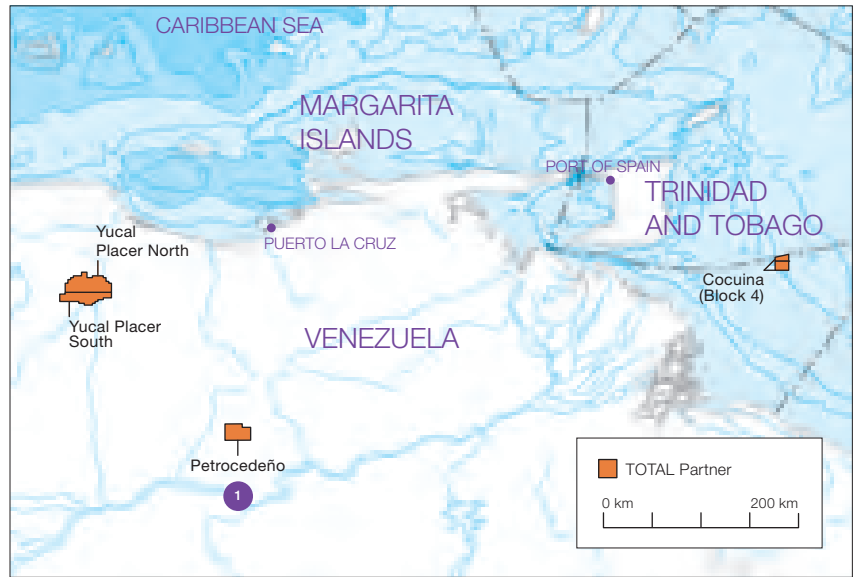 CARIBBEAN SEA
MARGARITA
ISLANDS
PORT OF SPAIN
TRINIDAD
AND TOBAGO
PUERTO LA CRUZ
Yucal
Placer North
Cocuina
(Block 4)
Yucal Placer
South
VENEZUELA
Petrocedeño
1
TOTAL Partner
0 km
200 km